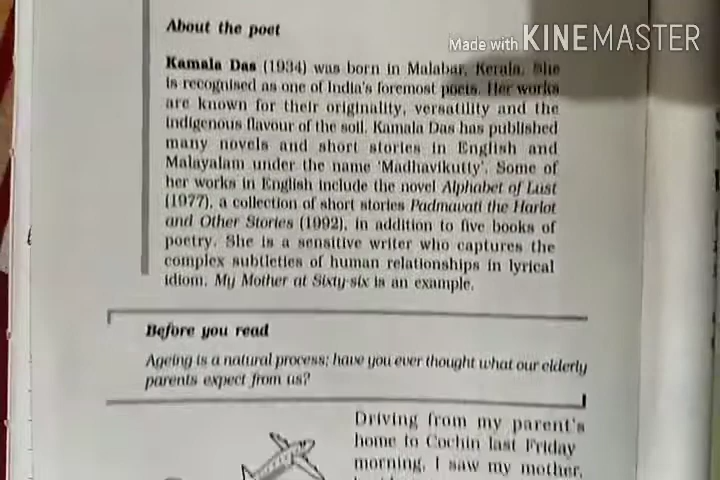 About the poet
Made with KINEMASTER
Kamala Das (1934) was born in Malabar, Kerala. She
is recognised as one of India's foremost poets. Her works
are known for their originality, versatility and the
indigenous flavour of the soil. Kamala Das has published
many novels and short stories in English and
Malayalam under the name 'Madhavikutty'. Some of
her works in English include the novel Alphabet of Lust
(1977), a collection of short stories Padmavati the Harlot
and Other Stories (1992), in addition to five books of
poetry. She is a sensitive writer who captures the
complex subtleties of human relationships in lyrical
idiom. My Mother at Sixty-six is an example.
Before you read
Ageing is a natural process; have you ever thought what our elderly
parents expect from us?
Driving from my parent's
home to Cochin last Friday
morning, I saw my mother,